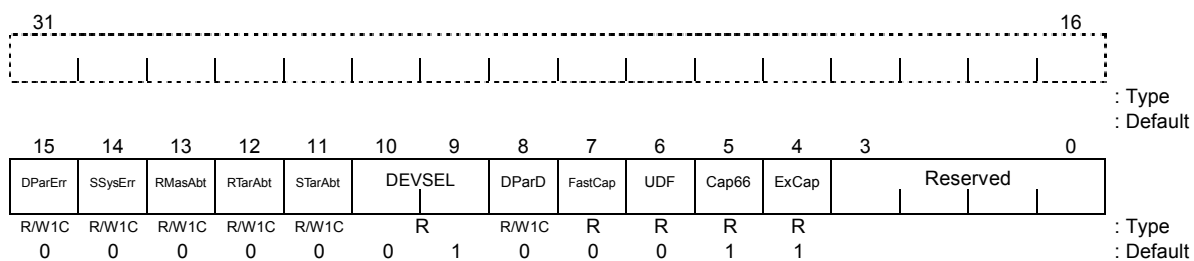 31 16
: Type
: Default
15 14 13 12 11 10 9 8 7 6 5 4 3 0
DParErr SSysErr RMasAbt RTarAbt STarAbt DEVSEL DParD FastCap UDF Cap66 ExCap Reserved
R/W1C R/W1C R/W1C R/W1C R/W1C R R/W1C R R R R : Type
0 0 0 0 0 0 1 0 0 0 1 1 : Default